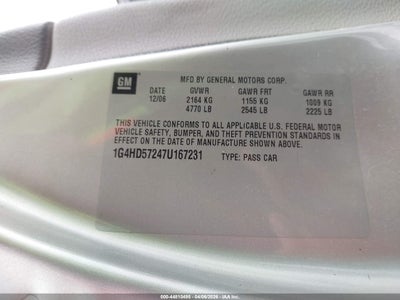 GM
MFD BY GENERAL MOTORS CORP.
DATE GVWR GAWR FRT GAWR RR
12/06 2164 KG 1155 KG 1009 KG
4770 LB 2545 LB 2225 LB
THIS VEHICLE CONFORMS TO ALL APPLICABLE U.S. FEDERAL MOTOR
VEHICLE SAFETY, BUMPER, AND THEFT PREVENTION STANDARDS IN
EFFECT ON THE DATE OF MANUFACTURE SHOWN ABOVE.
1G4HD57247U167231 TYPE: PASS CAR